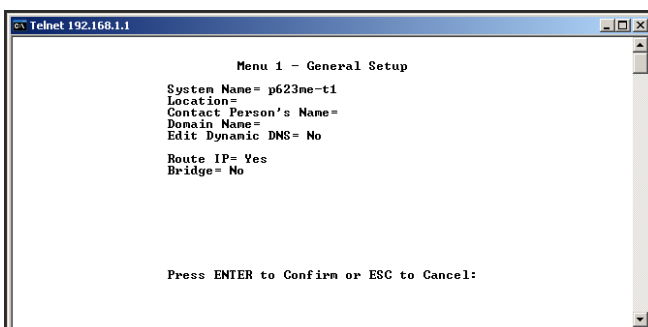 Telnet 192.168.1.1
Menu 1 - General Setup
System Name= p623me-t1
Location=
Contact Person's Name=
Domain Name=
Edit Dynamic DNS= No
Route IP= Yes
Bridge= No
Press ENTER to Confirm or ESC to Cancel: